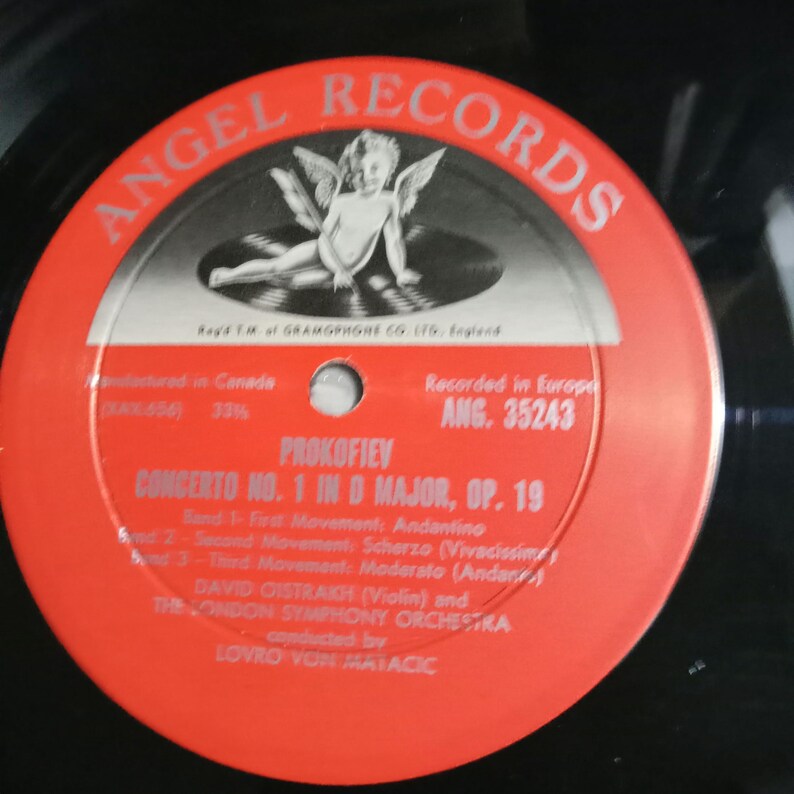 ANGEL RECORDS
Reg'd T.M. of GRAMOPHONE CO. LTD., England
Manufactured in Canada
Recorded in Europe
(XAX.656) 33⅓
ANG. 35243
PROKOFIEV
CONCERTO NO. 1 IN D MAJOR, OP. 19
Band 1- First Movement: Andantino
Band 2 - Second Movement: Scherzo (Vivacissimo)
Band 3 - Third Movement: Moderato (Andante)
DAVID OISTRAKH (Violin) and
THE LONDON SYMPHONY ORCHESTRA
conducted by
LOVRO VON MATACIC